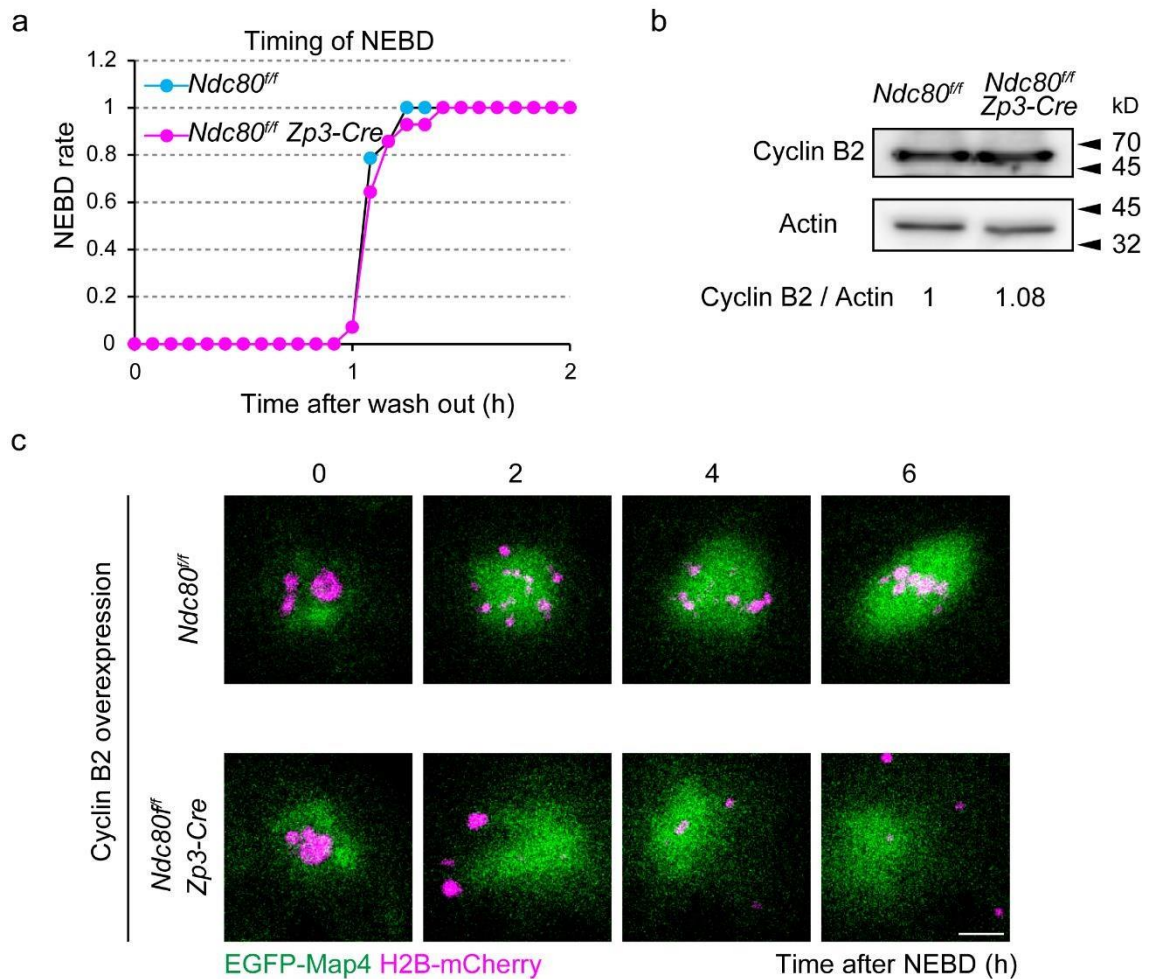 a
Timing of NEBD
1.2
1
0.8
0.6
0.4
0.2
0
NEBD rate
Ndc80f/f
Ndc80f/f Zp3-Cre
0 1 2
Time after wash out (h)
b
Ndc80f/f
Ndc80f/f
Zp3-Cre
kD
Cyclin B2
70
45
Actin
45
32
Cyclin B2 / Actin 1 1.08
c
0 2 4 6
Cyclin B2 overexpression
Ndc80f/f
Ndc80f/f
Zp3-Cre
EGFP-Map4 H2B-mCherry
Time after NEBD (h)